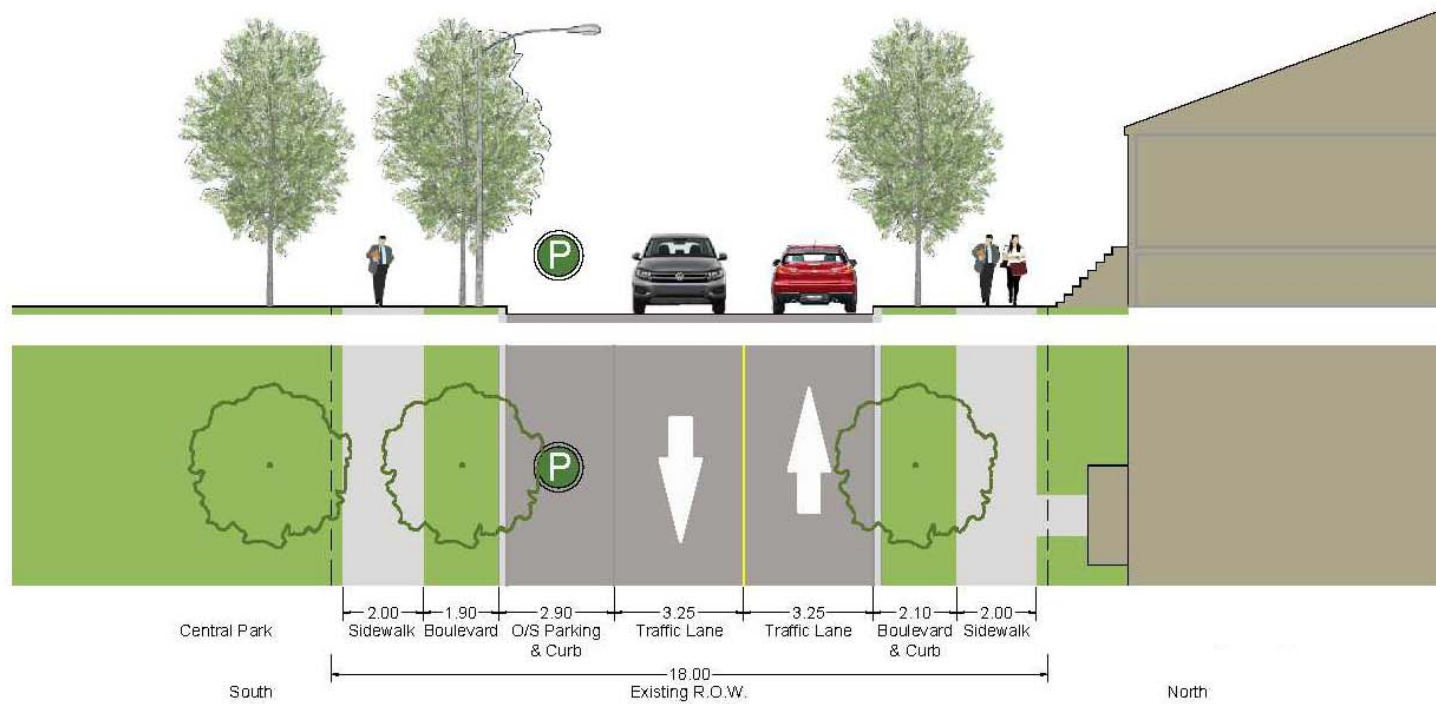 P
P
2.00 1.90 2.90 3.25 3.25 2.10 2.00
Central Park Sidewalk Boulevard O/S Parking Traffic Lane Traffic Lane Boulevard Sidewalk
& Curb & Curb
18.00
South Existing R.O.W. North